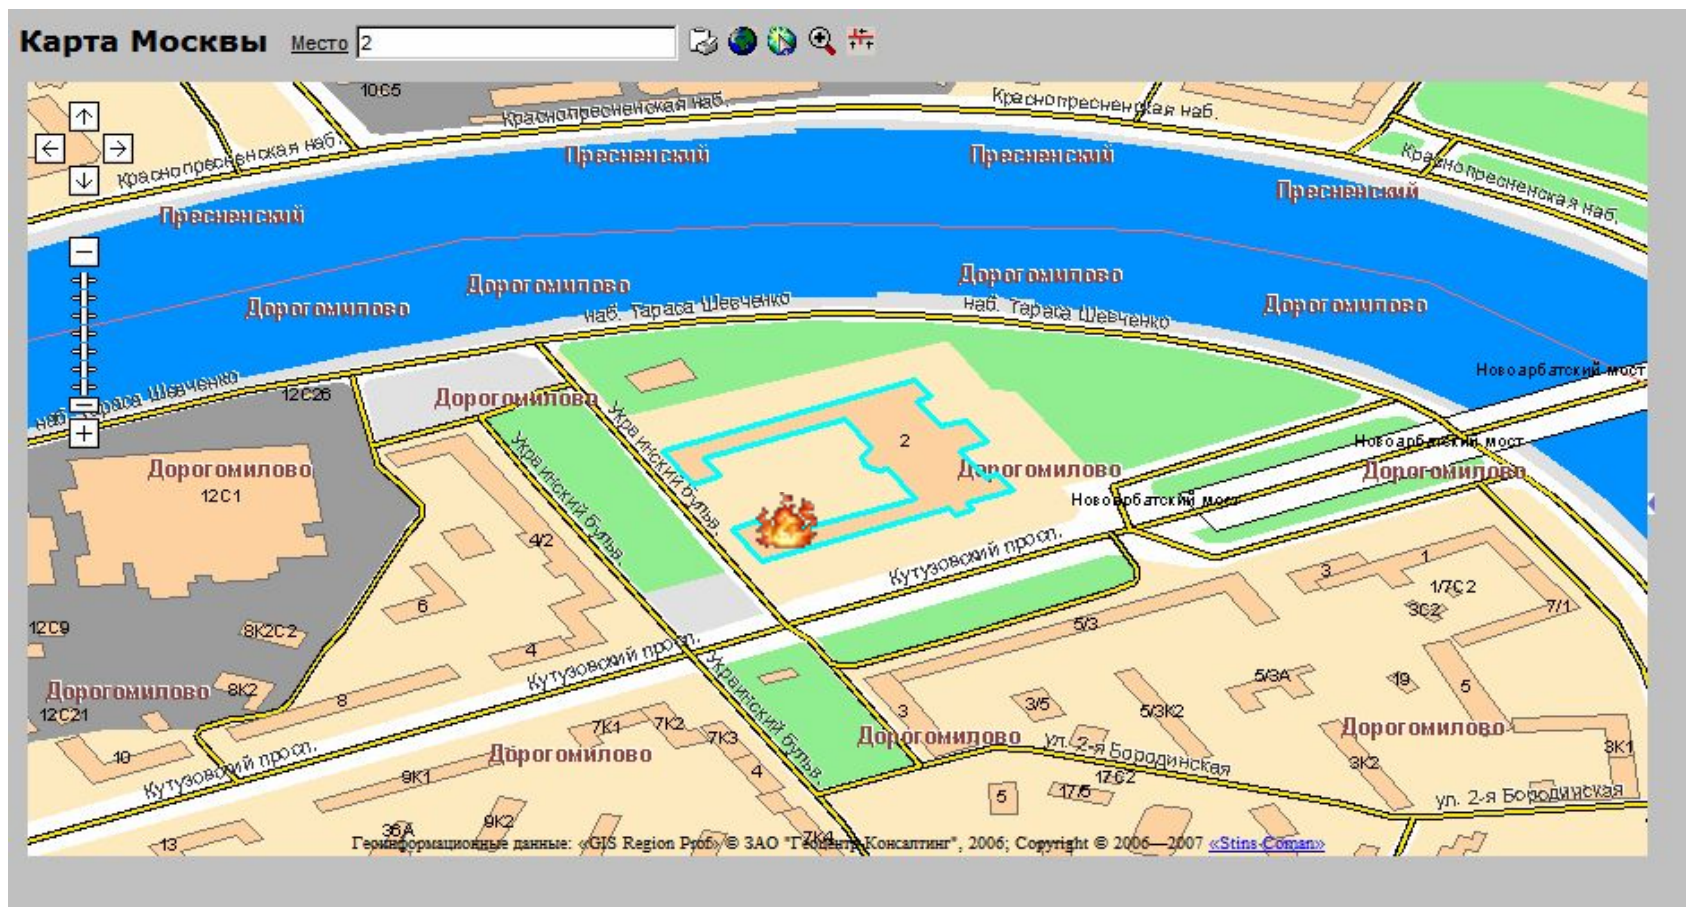 Карта Москвы Место 2
10С5
Краснопресненская наб.
Краснопресненская наб.
Краснопресненская наб.
Краснопресненская наб.
Пресненский
Пресненский
Пресненский
Пресненский
Дорогомилово
Дорогомилово
Дорогомилово
Дорогомилово
наб. Тараса Шевченко
наб. Тараса Шевченко
наб. Тараса Шевченко
Новоарбатский мост
12С26
Дорогомилово
Украинский бульв.
Украинский бульв.
2
Новоарбатский мост
Дорогомилово
12С1
Дорогомилово
Дорогомилово
Новоарбатский мост
4/2
Кутузовский просп.
3
1
1/7С2
3С2
7/1
6
12С9
8К2С2
5/3
4
Кутузовский просп.
Украинский бульв.
Дорогомилово
8К2
12С21
8
5/3А
19
5
3/5
5/3К2
3
7К1
7К2
7К3
Дорогомилово
Дорогомилово
Дорогомилово
ул. 2-я Бородинская
10
Кутузовский просп.
9К1
4
17С2
3К2
3К1
5
17/5
ул. 2-я Бородинская
9К2
36А
7К4
13
Геоинформационные данные: «GIS Region Prof» © ЗАО "Геоцентр-Консалтинг", 2006; Copyright © 2006—2007 «Stins Coman»